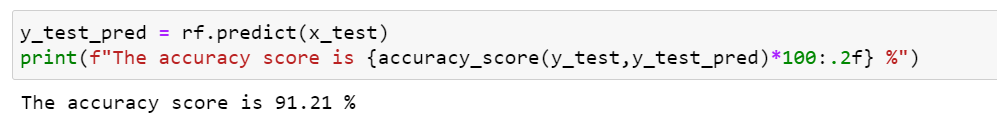 y_test_pred = rf.predict(x_test)
print(f"The accuracy score is {accuracy_score(y_test,y_test_pred)*100:.2f} %")
The accuracy score is 91.21 %